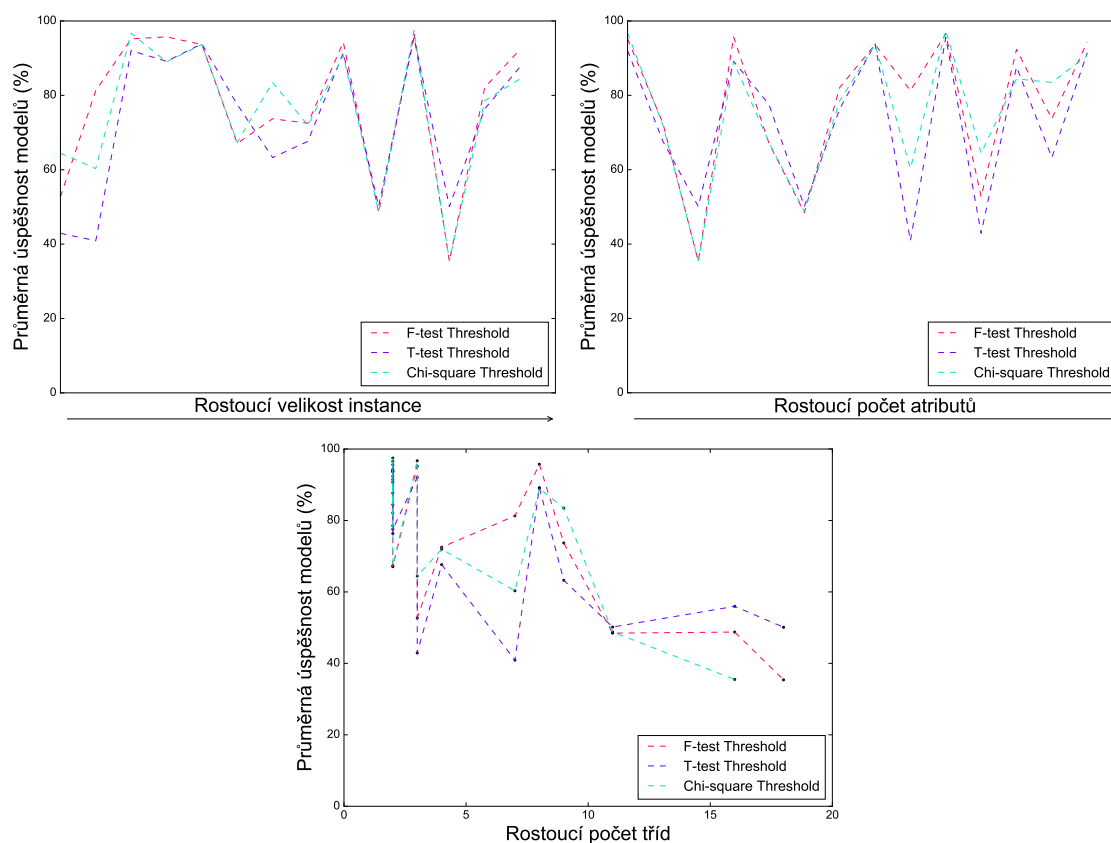 100
80
60
40
20
0
Průměrná úspěšnost modelů (%)
F-test Threshold
T-test Threshold
Chi-square Threshold
Rostoucí velikost instance
100
80
60
40
20
0
Průměrná úspěšnost modelů (%)
F-test Threshold
T-test Threshold
Chi-square Threshold
Rostoucí počet atributů
100
80
60
40
20
0
Průměrná úspěšnost modelů (%)
F-test Threshold
T-test Threshold
Chi-square Threshold
0 5 10 15 20
Rostoucí počet tříd